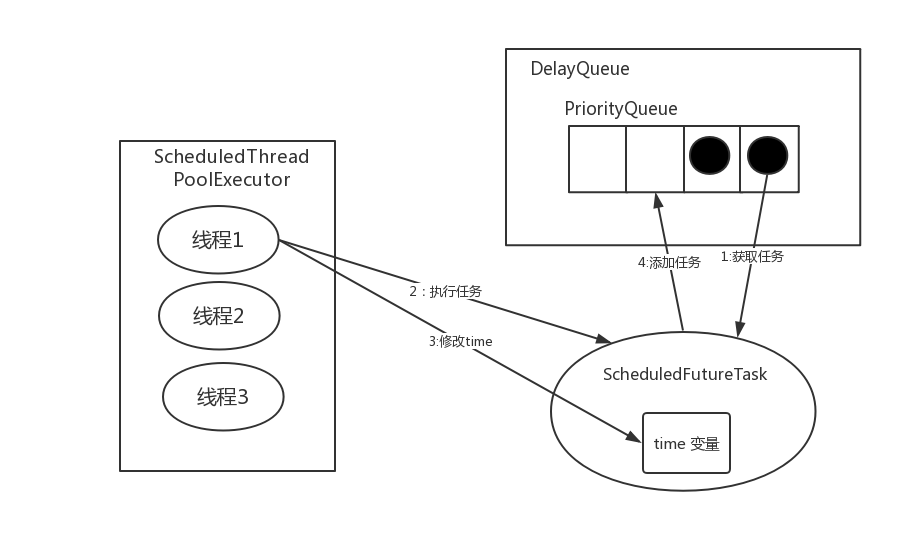 DelayQueue
PriorityQueue
ScheduledThread
PoolExecutor
线程1
线程2
线程3
4:添加任务
1:获取任务
2：执行任务
3:修改time
ScheduledFutureTask
time 变量